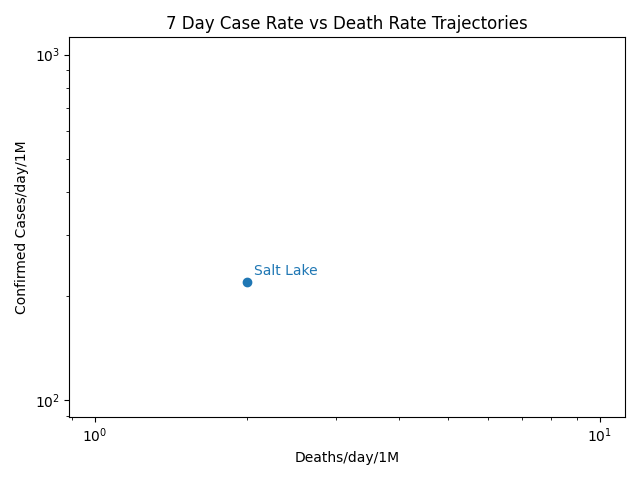 7 Day Case Rate vs Death Rate Trajectories
Confirmed Cases/day/1M
10³
10²
Salt Lake
10⁰
10¹
Deaths/day/1M